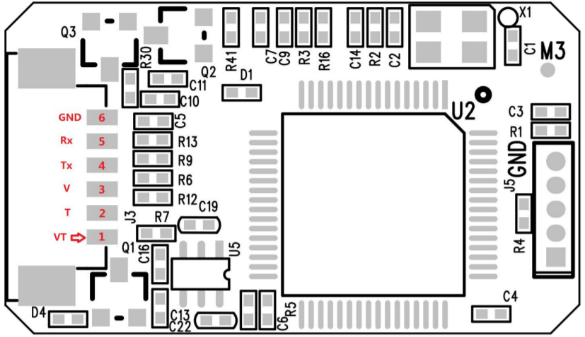 Q3
R30
Q2
R41
C7
C9
R3
R16
C14
R2
C2
X1
C1
M3
C11
C10
D1
U2
C3
R1
GND 6
C5
Rx 5
R13
Tx 4
R9
V 3
R6
T 2
R12
VT 1
J3
R7
C19
Q1
C16
U5
GND
J5
R4
D4
C13
C22
C6
R5
C4